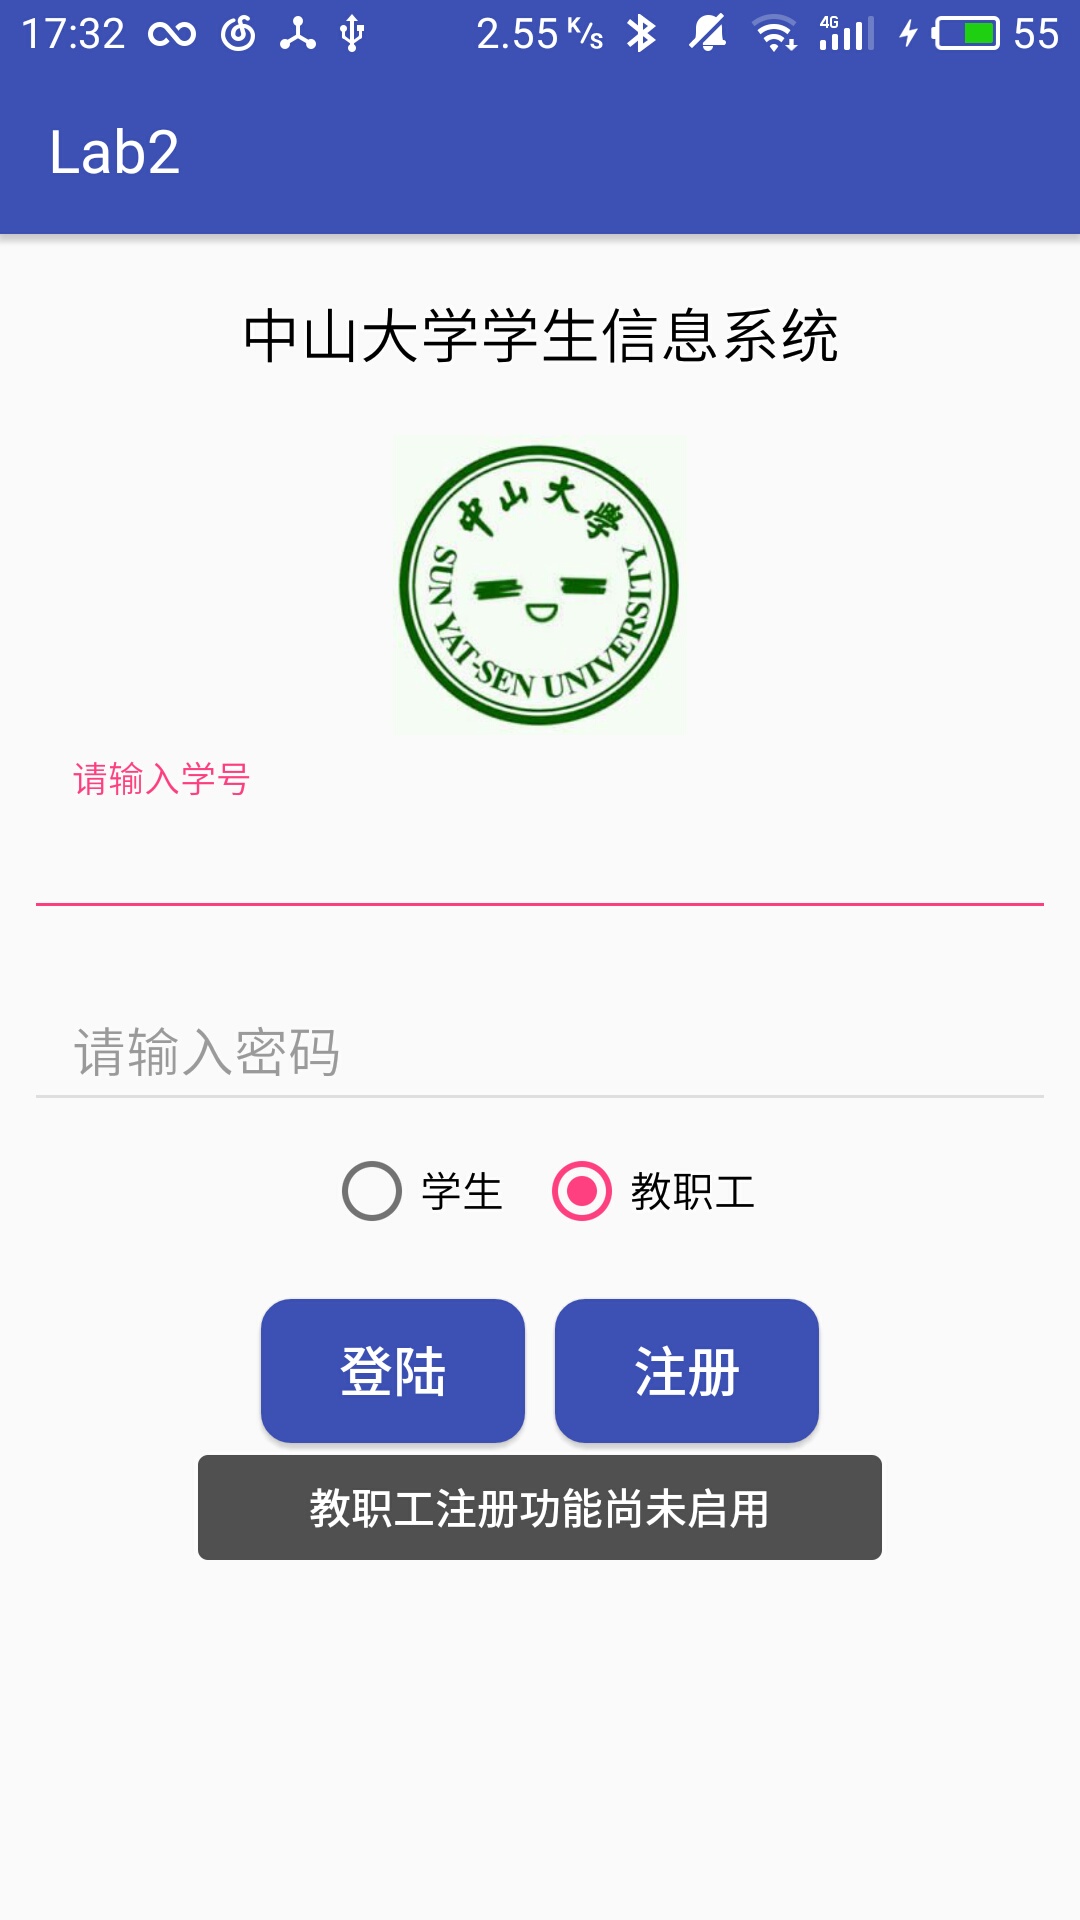 17:32 2.55 K/s 4G 55
Lab2
中山大学学生信息系统
中山大學
SUN YAT-SEN UNIVERSITY
请输入学号
请输入密码
学生 教职工
登陆 注册
教职工注册功能尚未启用